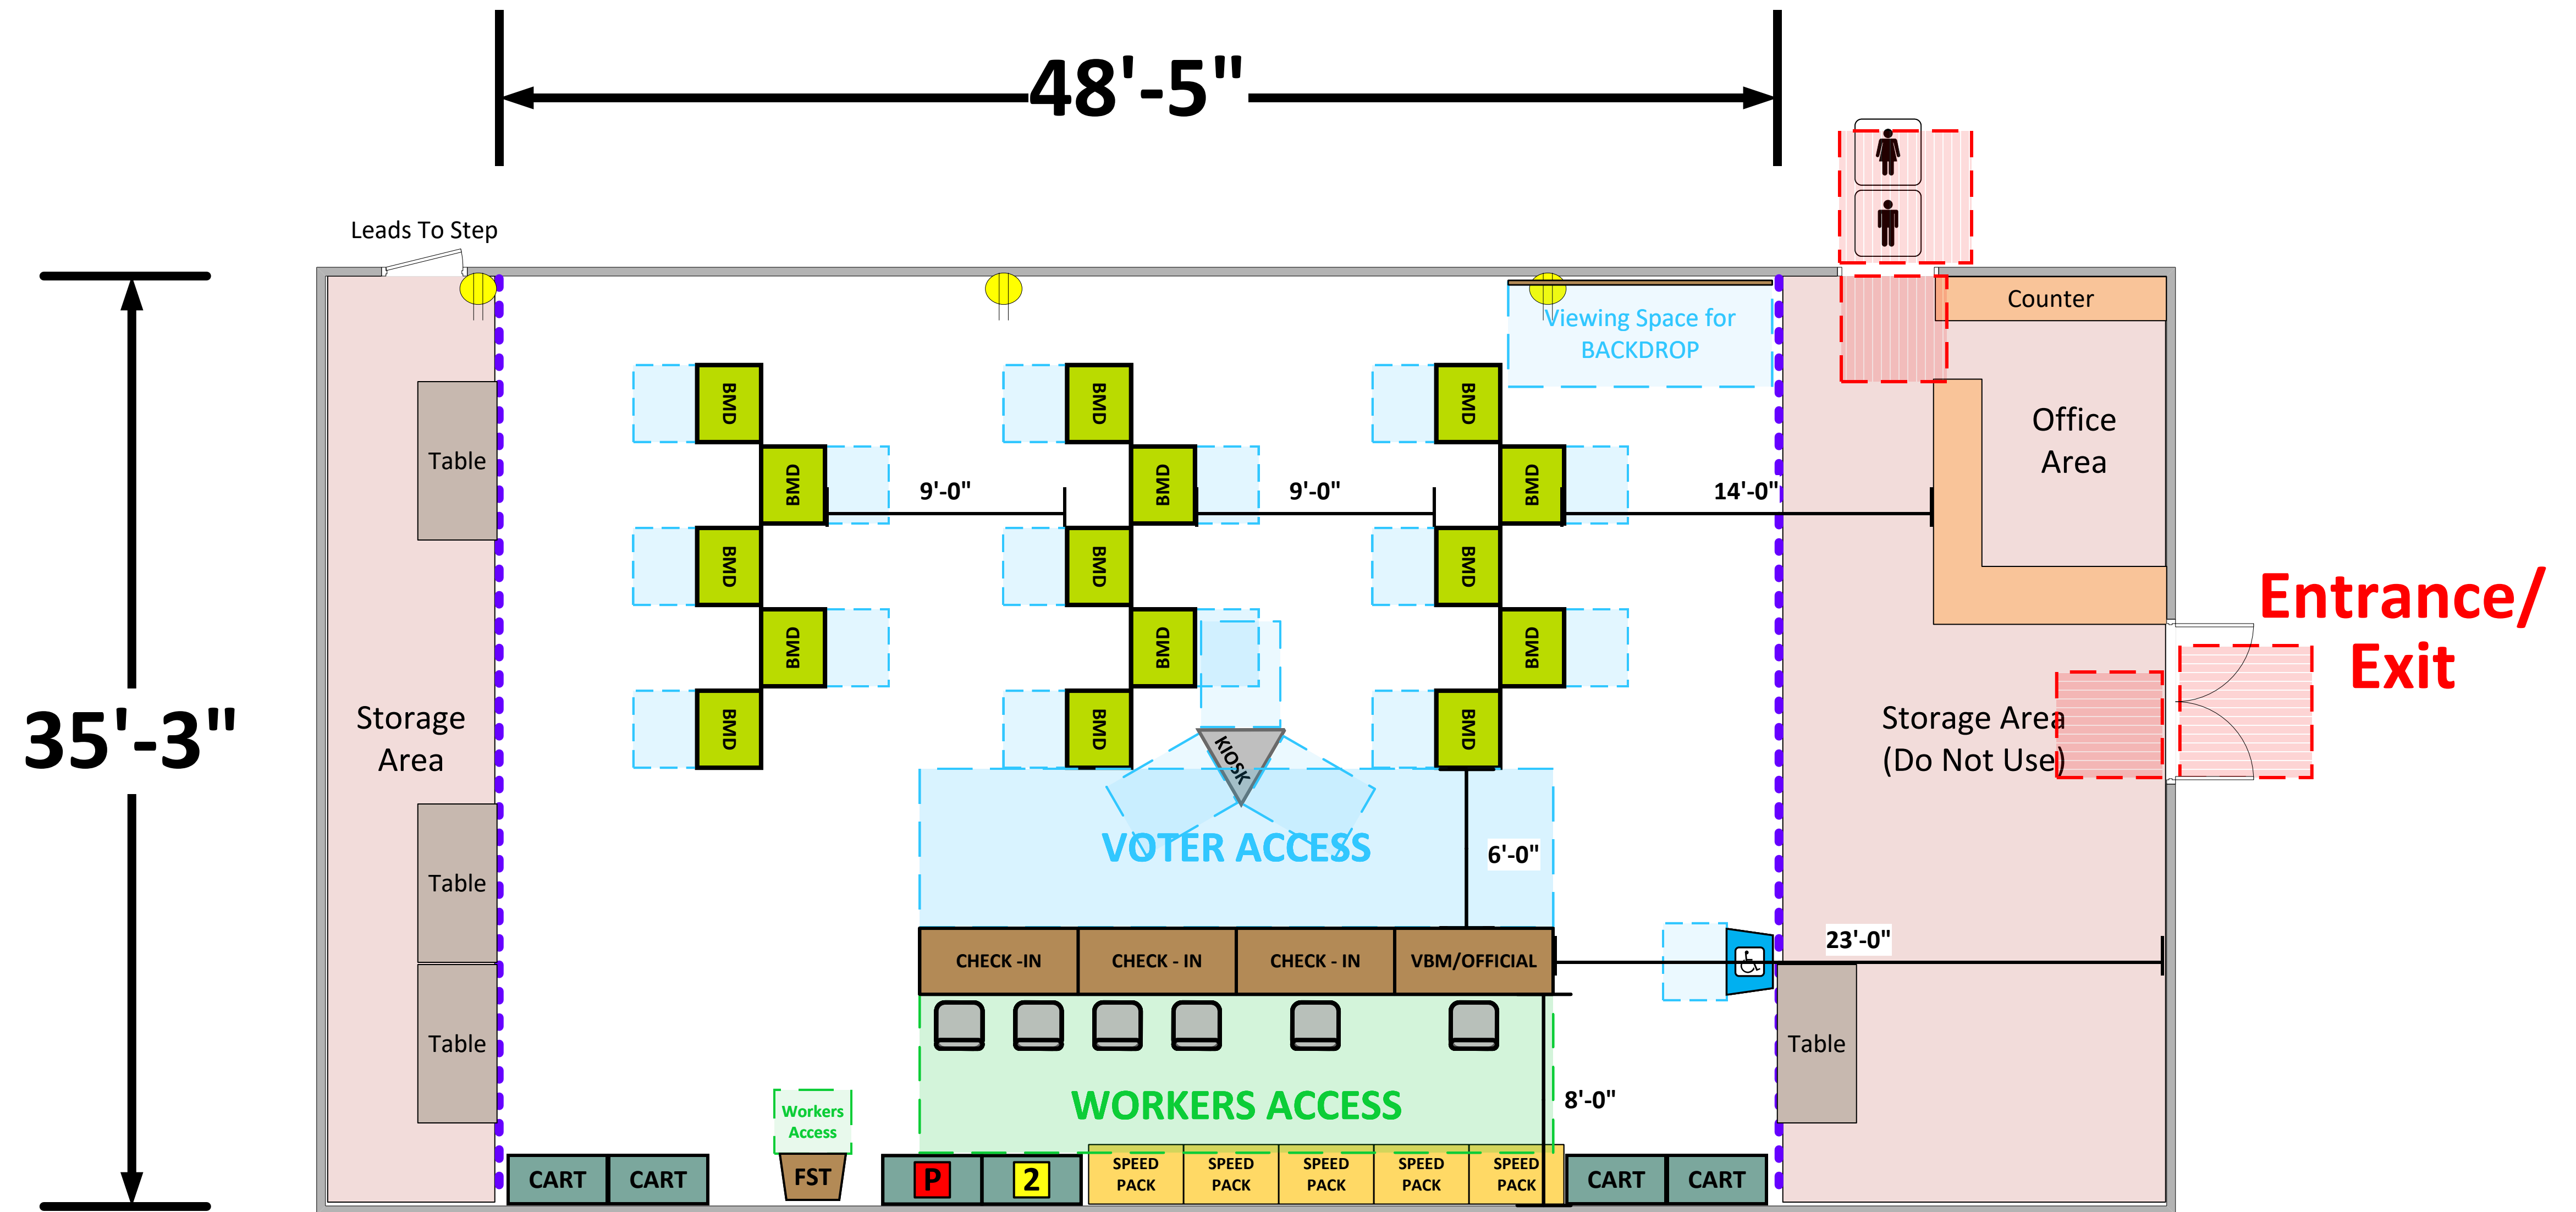 48'-5"
Leads To Step
Counter
Viewing Space for
BACKDROP
BMD
BMD
BMD
Office
Area
Table
BMD
BMD
BMD
9'-0"
9'-0"
14'-0"
BMD
BMD
BMD
Entrance/
Exit
BMD
BMD
BMD
35'-3"
Storage
Area
BMD
BMD
BMD
KIOSK
Storage Area
(Do Not Use)
VOTER ACCESS
6'-0"
Table
23'-0"
CHECK -IN
CHECK - IN
CHECK - IN
VBM/OFFICIAL
Table
Table
WORKERS ACCESS
8'-0"
Workers
Access
CART
CART
FST
P
2
SPEED
PACK
SPEED
PACK
SPEED
PACK
SPEED
PACK
SPEED
PACK
CART
CART